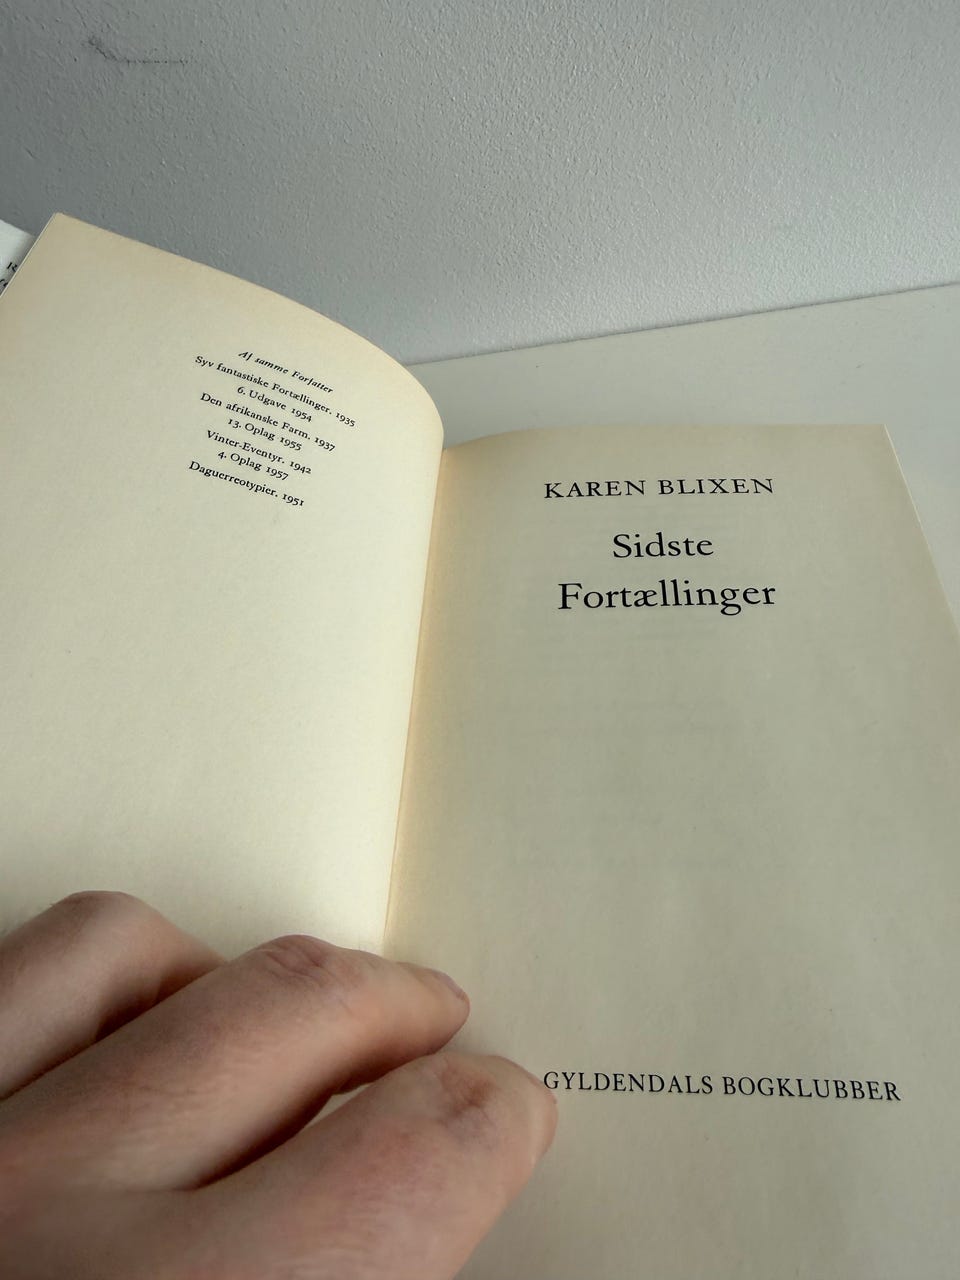 Af samme Forfatter
Syv fantastiske Fortællinger. 1935
6. Udgave 1954
Den afrikanske Farm. 1937
13. Oplag 1955
Vinter-Eventyr. 1942
4. Oplag 1957
Daguerreotypier. 1951
KAREN BLIXEN
Sidste
Fortællinger
GYLDENDALS BOGKLUBBER